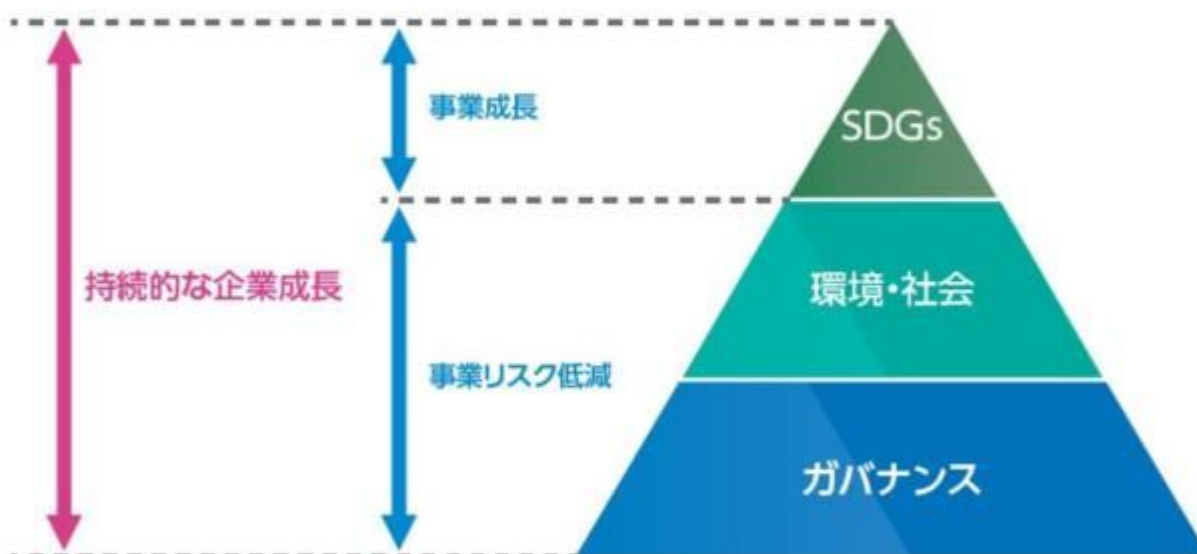 事業成長
SDGs
持続的な企業成長
環境・社会
事業リスク低減
ガバナンス